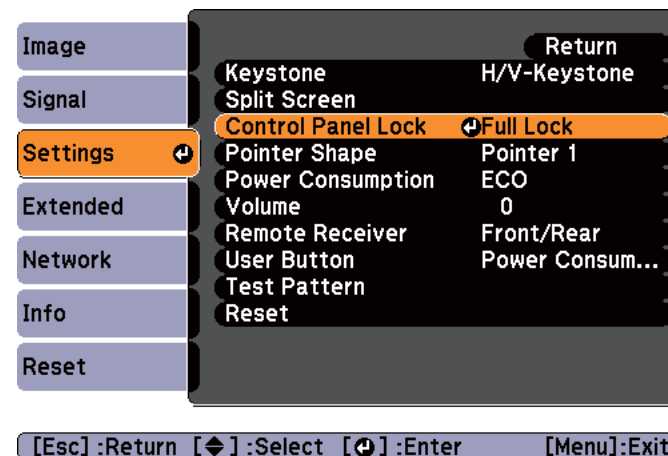 Image
Signal
Settings
Extended
Network
Info
Reset
Return
Keystone H/V-Keystone
Split Screen
Control Panel Lock Full Lock
Pointer Shape Pointer 1
Power Consumption ECO
Volume 0
Remote Receiver Front/Rear
User Button Power Consum...
Test Pattern
Reset
[Esc] :Return [ ] :Select [ ] :Enter [Menu]:Exit